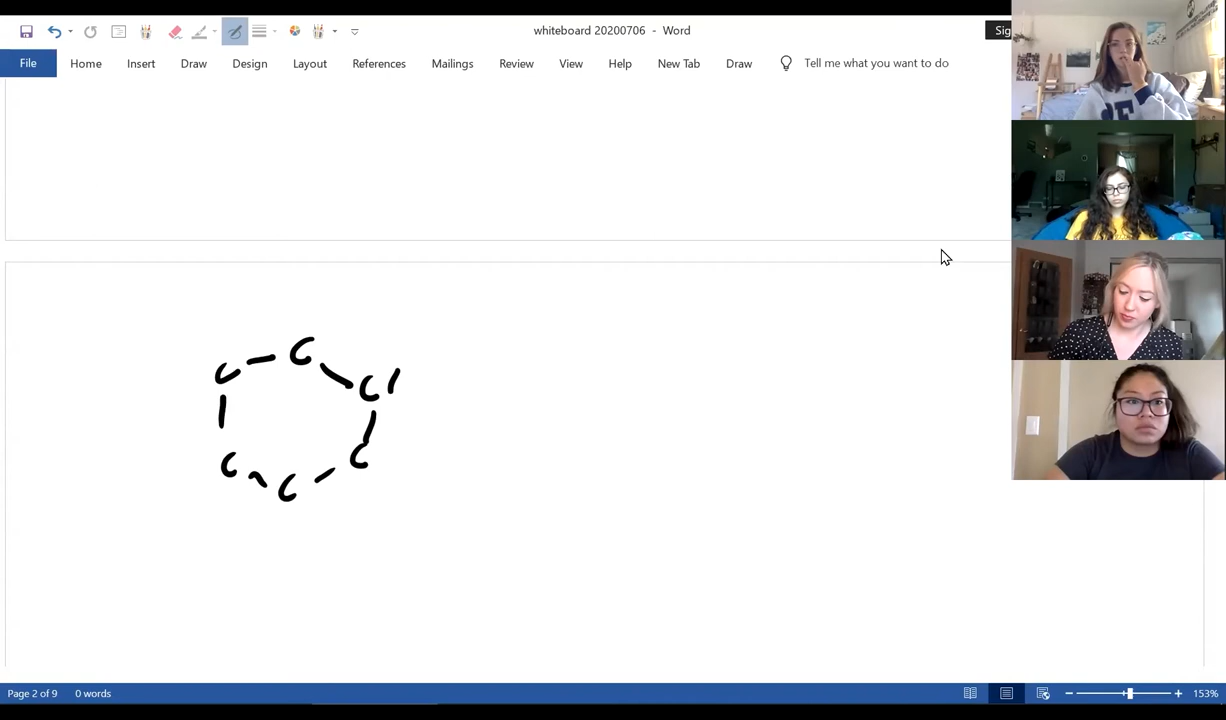 whiteboard 20200706 - Word
File Home Insert Draw Design Layout References Mailings Review View Help New Tab Draw Tell me what you want to do
C - C
C
C
C
C
Page 2 of 9 0 words
153%